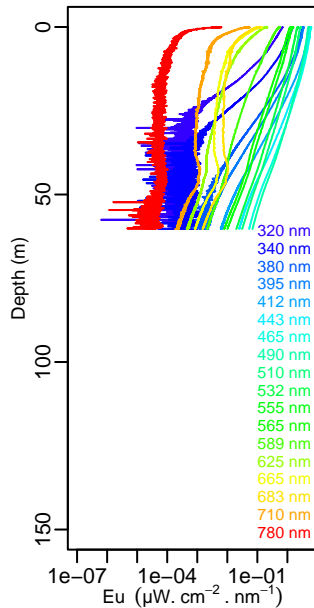 0
50
100
150
Depth (m)
320 nm
340 nm
380 nm
395 nm
412 nm
443 nm
465 nm
490 nm
510 nm
532 nm
555 nm
565 nm
589 nm
625 nm
665 nm
683 nm
710 nm
780 nm
1e−07 1e−04 1e−01
Eu (µW. cm⁻² . nm⁻¹)